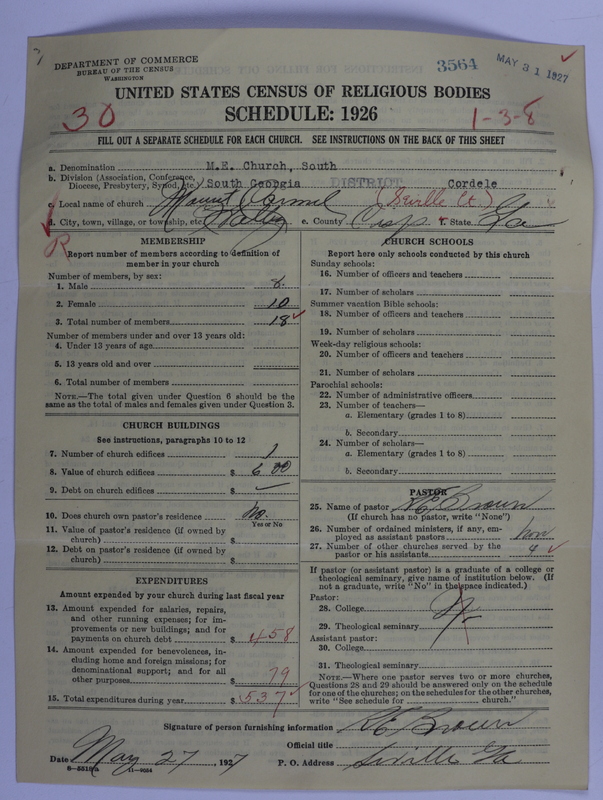 DEPARTMENT OF COMMERCE
BUREAU OF THE CENSUS
WASHINGTON
3564
MAY 31 1927
UNITED STATES CENSUS OF RELIGIOUS BODIES
SCHEDULE: 1926
30
1-3-8
FILL OUT A SEPARATE SCHEDULE FOR EACH CHURCH. SEE INSTRUCTIONS ON THE BACK OF THIS SHEET
a. Denomination M.E. Church, South
b. Division (Association, Conference, Diocese, Presbytery, Synod, etc.) South Georgia DISTRICT Cordele
c. Local name of church Mount Carmel (Seville Ct.)
d. City, town, village, or township, etc. e. County Crisp f. State Ga
R
MEMBERSHIP
Report number of members according to definition of
member in your church
Number of members, by sex:
1. Male 8
2. Female 10
3. Total number of members 18
Number of members under and over 13 years old:
4. Under 13 years of age
5. 13 years old and over
6. Total number of members
NOTE.—The total given under Question 6 should be the
same as the total of males and females given under Question 3.
CHURCH BUILDINGS
See instructions, paragraphs 10 to 12
7. Number of church edifices 1
8. Value of church edifices $ 600
9. Debt on church edifices $ —
10. Does church own pastor's residence No.
Yes or No
11. Value of pastor's residence (if owned by
church) $
12. Debt on pastor's residence (if owned by
church) $
EXPENDITURES
Amount expended by your church during last fiscal year
13. Amount expended for salaries, repairs,
and other running expenses; for im-
provements or new buildings; and for
payments on church debt $ 458
14. Amount expended for benevolences, in-
cluding home and foreign missions; for
denominational support; and for all
other purposes $ 79
15. Total expenditures during year $ 537
CHURCH SCHOOLS
Report here only schools conducted by this church
Sunday schools:
16. Number of officers and teachers
17. Number of scholars
Summer vacation Bible schools:
18. Number of officers and teachers
19. Number of scholars
Week-day religious schools:
20. Number of officers and teachers
21. Number of scholars
Parochial schools:
22. Number of administrative officers
23. Number of teachers—
a. Elementary (grades 1 to 8)
b. Secondary
24. Number of scholars—
a. Elementary (grades 1 to 8)
b. Secondary
PASTOR
25. Name of pastor R E Brown
(If church has no pastor, write "None")
26. Number of ordained ministers, if any, em-
ployed as assistant pastors
27. Number of other churches served by the
pastor or his assistants 4
If pastor (or assistant pastor) is a graduate of a college or
theological seminary, give name of institution below. (If
not a graduate, write "No" in the space indicated.)
Pastor:
28. College
29. Theological seminary
Assistant pastor:
30. College
31. Theological seminary
NOTE.—Where one pastor serves two or more churches,
Questions 28 and 29 should be answered only on the schedule
for one of the churches; on the schedules for the other churches,
write "See schedule for church."
Signature of person furnishing information R E Brown
Official title
Date May 27, 1927 P. O. Address Seville Ga